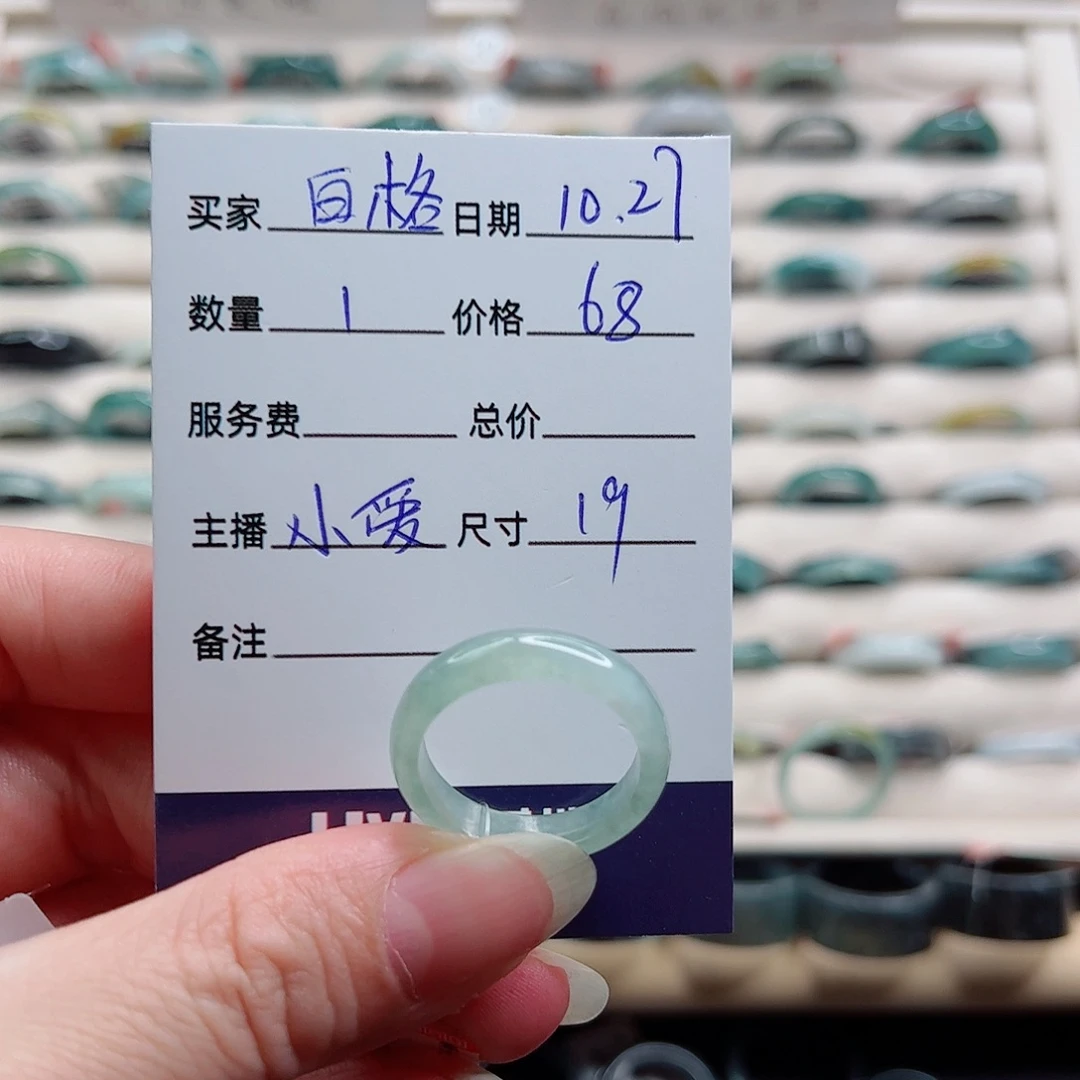 买家 百格 日期 10.27
数量 1 价格 68
服务费 总价
主播 小爱 尺寸 19
备注